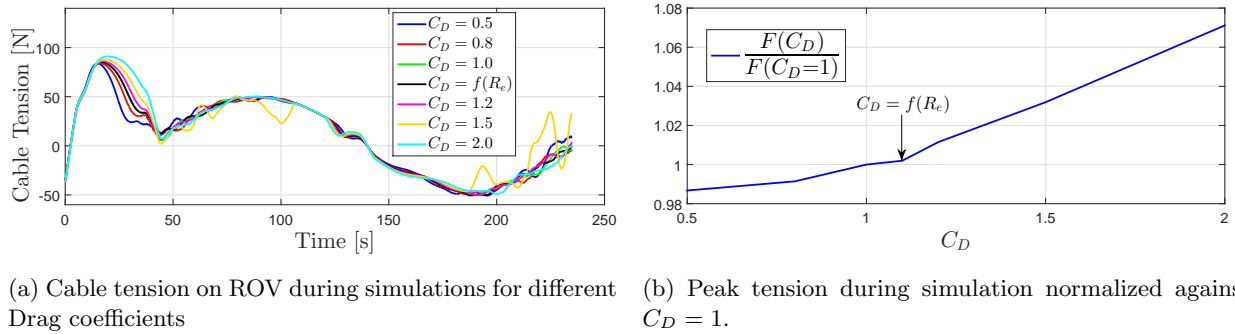 Cable Tension [N]
100
50
0
-50
0
50
100
150
200
250
Time [s]
C_D = 0.5
C_D = 0.8
C_D = 1.0
C_D = f(R_e)
C_D = 1.2
C_D = 1.5
C_D = 2.0
1.08
1.06
1.04
1.02
1
0.98
0.5
1
1.5
2
C_D
F(C_D)
F(C_D=1)
C_D = f(R_e)
(a) Cable tension on ROV during simulations for different
Drag coefficients
(b) Peak tension during simulation normalized agains
C_D = 1.